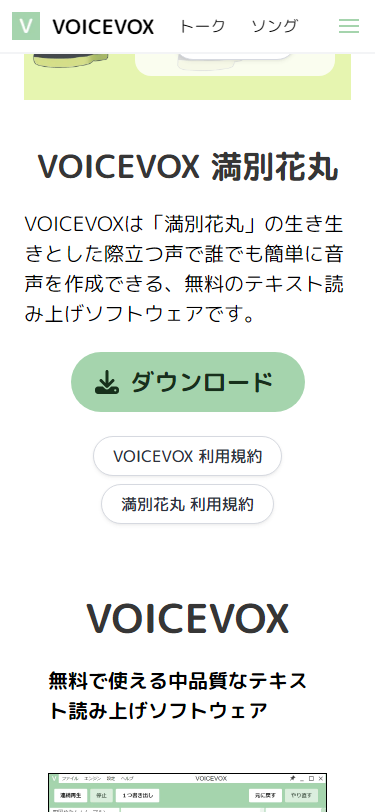 V VOICEVOX トーク ソング
VOICEVOX 満別花丸
VOICEVOXは「満別花丸」の生き生
きとした際立つ声で誰でも簡単に音
声を作成できる、無料のテキスト読
み上げソフトウェアです。
ダウンロード
VOICEVOX 利用規約
満別花丸 利用規約
VOICEVOX
無料で使える中品質なテキス
ト読み上げソフトウェア
V ファイル エンジン 設定 ヘルプ VOICEVOX
連続再生 停止 1つ書き出し 元に戻す やり直す